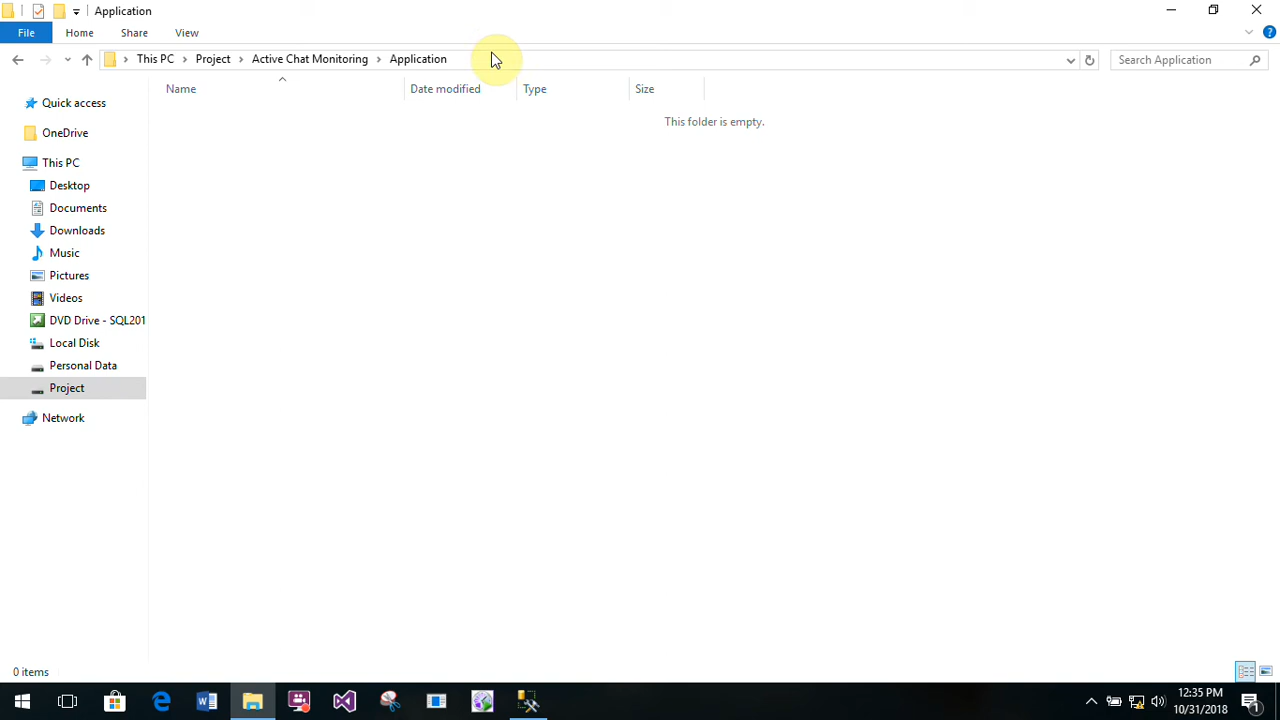 Application
File Home Share View
This PC Project Active Chat Monitoring Application Search Application
Name Date modified Type Size
This folder is empty.
Quick access
OneDrive
This PC
Desktop
Documents
Downloads
Music
Pictures
Videos
DVD Drive - SQL201
Local Disk
Personal Data
Project
Network
0 items
12:35 PM
10/31/2018
1